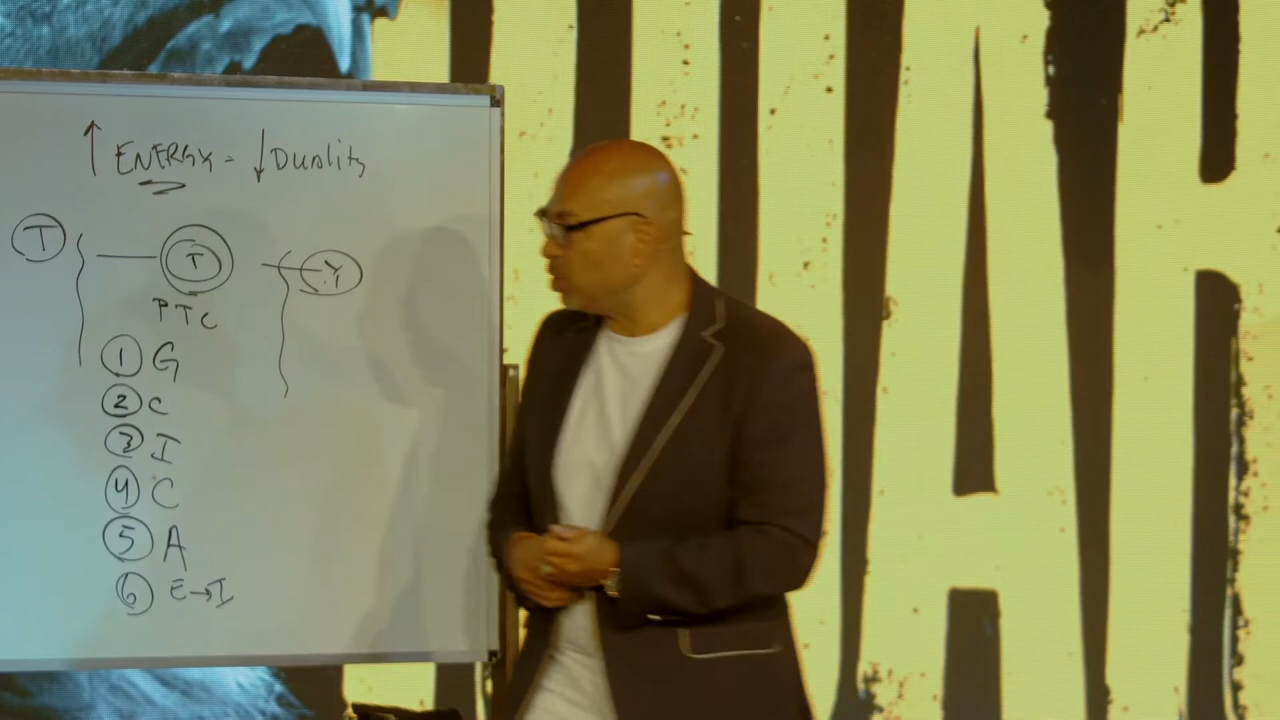 ↑ ENERGY = ↓ DUALITY
T T Y
PTC
1 G
2 C
3 I
4 C
5 A
6 E→I